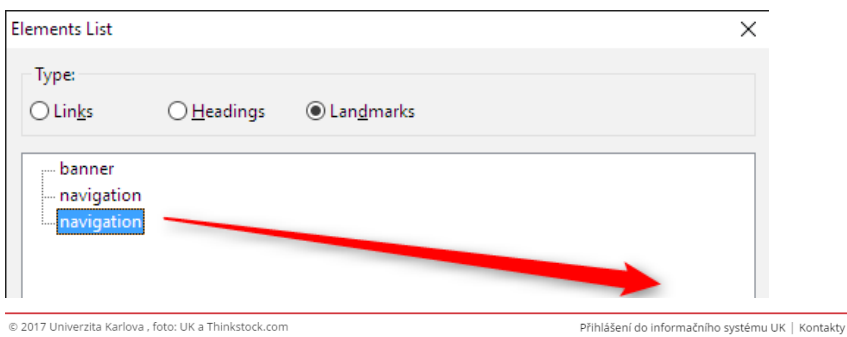 Elements List
Type:
Links Headings Landmarks
banner
navigation
navigation
© 2017 Univerzita Karlova , foto: UK a Thinkstock.com Přihlášení do informačního systému UK | Kontakty